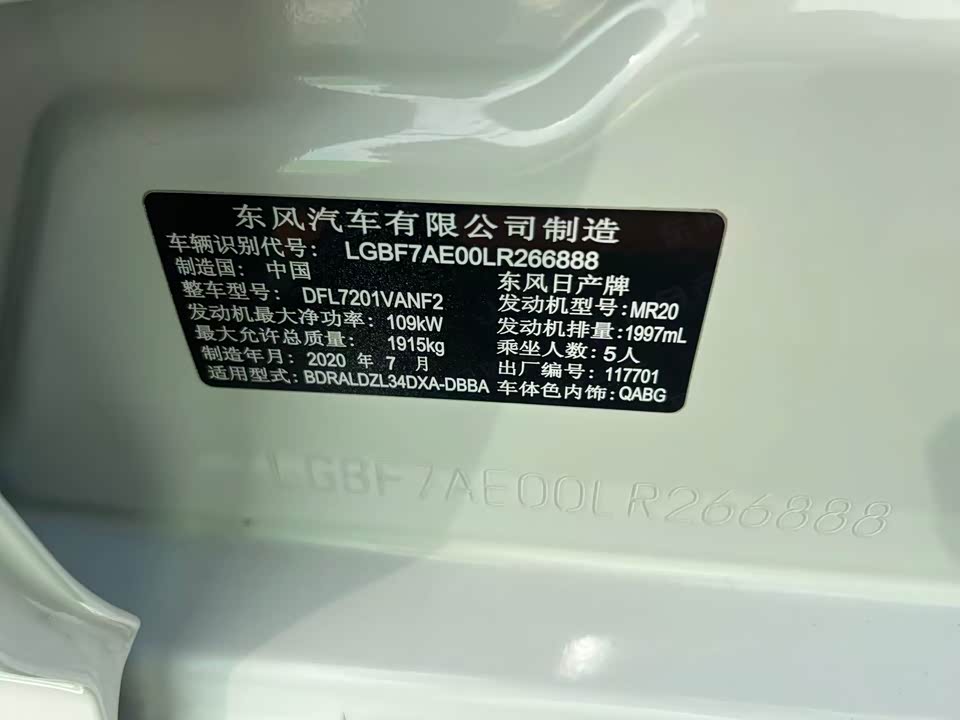 东风汽车有限公司制造
车辆识别代号: LGBF7AE00LR266888
制造国: 中国 东风日产牌
整车型号: DFL7201VANF2 发动机型号:MR20
发动机最大净功率: 109kW 发动机排量:1997mL
最大允许总质量: 1915kg 乘坐人数:5人
制造年月: 2020 年 7 月 出厂编号: 117701
适用型式: BDRALDZL34DXA-DBBA 车体色内饰:QABG
LGBF7AE00LR266888